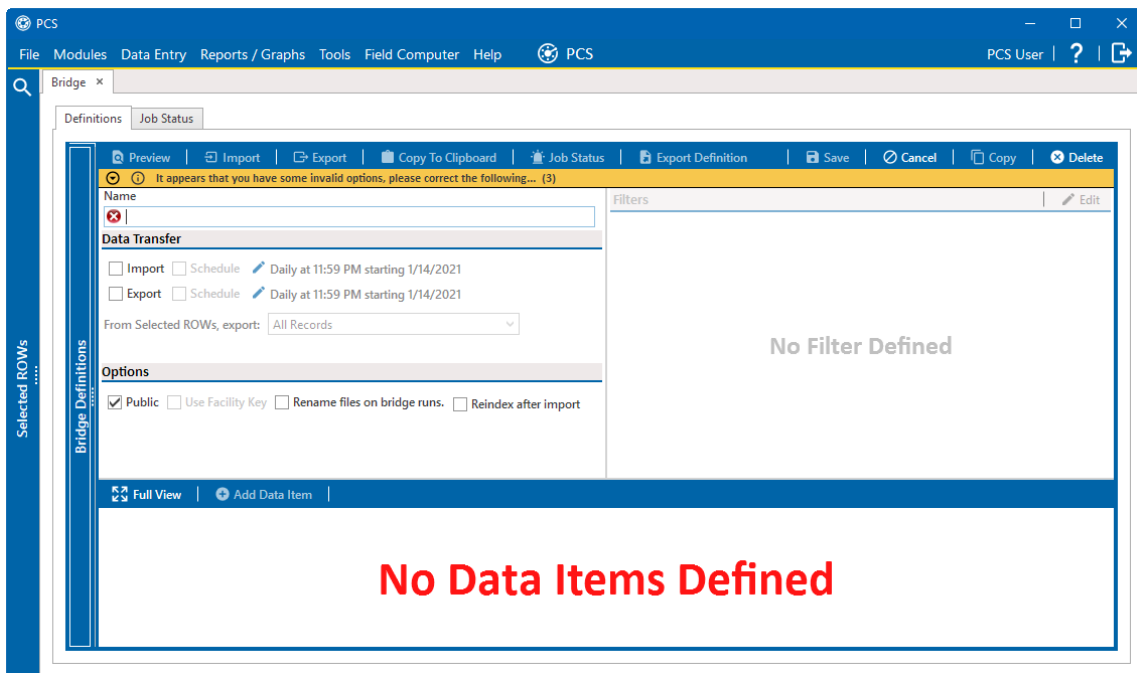 PCS
File Modules Data Entry Reports / Graphs Tools Field Computer Help PCS PCS User | ? |
Bridge ×
Definitions Job Status
Preview | Import | Export | Copy To Clipboard | Job Status | Export Definition | Save | Cancel | Copy | Delete
It appears that you have some invalid options, please correct the following... (3)
Name
Filters | Edit
Data Transfer
Import Schedule Daily at 11:59 PM starting 1/14/2021
Export Schedule Daily at 11:59 PM starting 1/14/2021
From Selected ROWs, export: All Records
No Filter Defined
Selected ROWs
Bridge Definitions
Options
Public Use Facility Key Rename files on bridge runs. Reindex after import
Full View | Add Data Item |
No Data Items Defined